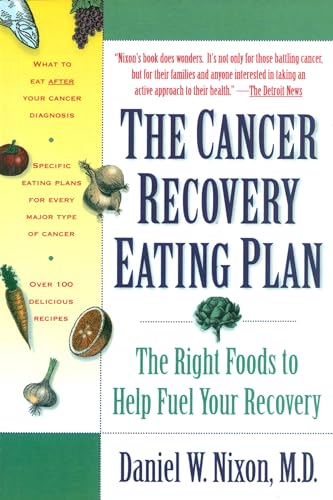 WHAT TO
EAT AFTER
YOUR CANCER
DIAGNOSIS
SPECIFIC
EATING PLANS
FOR EVERY
MAJOR TYPE
OF CANCER
OVER 100
DELICIOUS
RECIPES
"Nixon's book does wonders. It's not only for those battling cancer,
but for their families and anyone interested in taking an
active approach to their health." —The Detroit News
THE CANCER
RECOVERY
EATING PLAN
The Right Foods to
Help Fuel Your Recovery
Daniel W. Nixon, M.D.